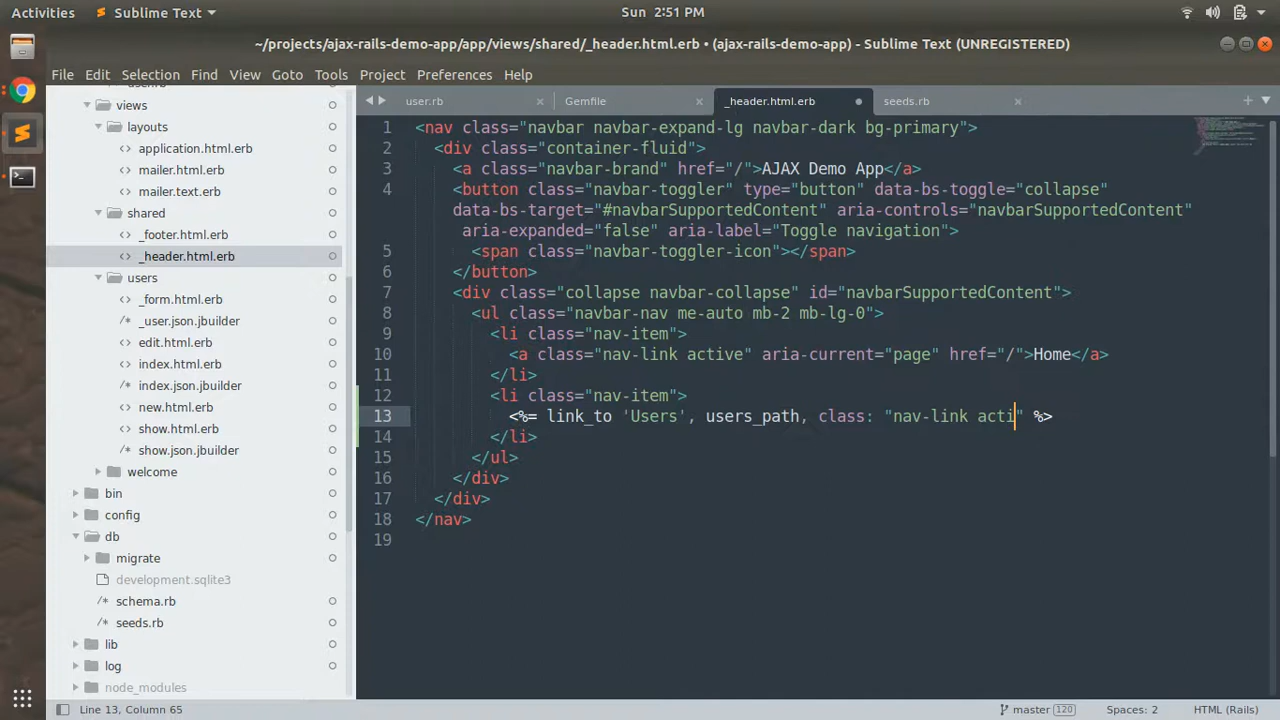 Activities Sublime Text Sun 2:51 PM
~/projects/ajax-rails-demo-app/app/views/shared/_header.html.erb • (ajax-rails-demo-app) - Sublime Text (UNREGISTERED)
File Edit Selection Find View Goto Tools Project Preferences Help
user.rb Gemfile _header.html.erb seeds.rb
views
layouts
application.html.erb
mailer.html.erb
mailer.text.erb
shared
_footer.html.erb
_header.html.erb
users
_form.html.erb
_user.json.jbuilder
edit.html.erb
index.html.erb
index.json.jbuilder
new.html.erb
show.html.erb
show.json.jbuilder
welcome
bin
config
db
migrate
development.sqlite3
schema.rb
seeds.rb
lib
log
node_modules
1 <nav class="navbar navbar-expand-lg navbar-dark bg-primary">
2 <div class="container-fluid">
3 <a class="navbar-brand" href="/">AJAX Demo App</a>
4 <button class="navbar-toggler" type="button" data-bs-toggle="collapse"
data-bs-target="#navbarSupportedContent" aria-controls="navbarSupportedContent"
aria-expanded="false" aria-label="Toggle navigation">
5 <span class="navbar-toggler-icon"></span>
6 </button>
7 <div class="collapse navbar-collapse" id="navbarSupportedContent">
8 <ul class="navbar-nav me-auto mb-2 mb-lg-0">
9 <li class="nav-item">
10 <a class="nav-link active" aria-current="page" href="/">Home</a>
11 </li>
12 <li class="nav-item">
13 <%= link_to 'Users', users_path, class: "nav-link acti" %>
14 </li>
15 </ul>
16 </div>
17 </div>
18 </nav>
19
Line 13, Column 65 master 120 Spaces: 2 HTML (Rails)